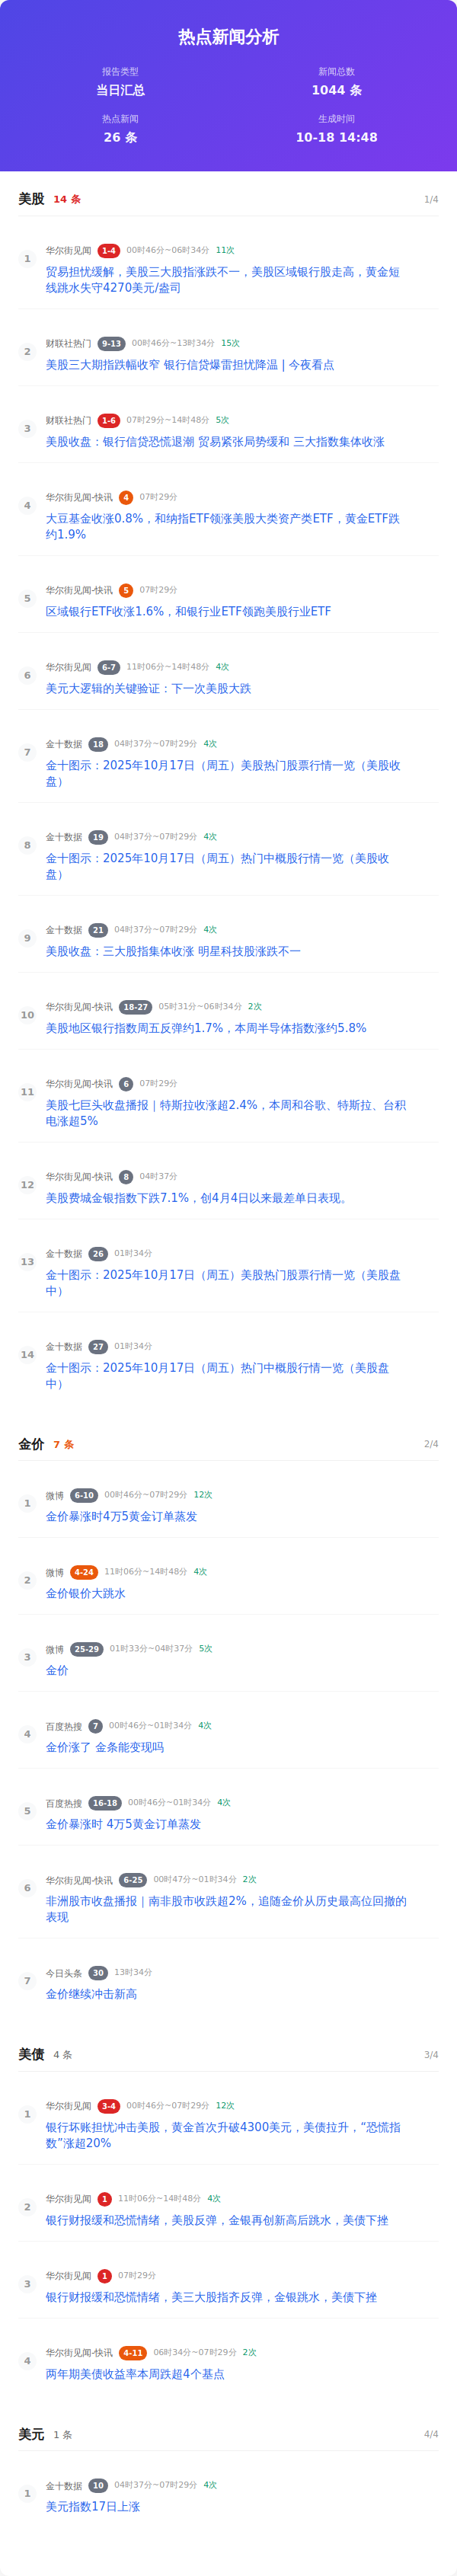 热点新闻分析
报告类型
当日汇总
新闻总数
1044 条
热点新闻
26 条
生成时间
10-18 14:48
美股 14 条 1/4
1
华尔街见闻 1-4 00时46分~06时34分 11次
贸易担忧缓解，美股三大股指涨跌不一，美股区域银行股走高，黄金短
线跳水失守4270美元/盎司
2
财联社热门 9-13 00时46分~13时34分 15次
美股三大期指跌幅收窄 银行信贷爆雷担忧降温 | 今夜看点
3
财联社热门 1-6 07时29分~14时48分 5次
美股收盘：银行信贷恐慌退潮 贸易紧张局势缓和 三大指数集体收涨
4
华尔街见闻-快讯 4 07时29分
大豆基金收涨0.8%，和纳指ETF领涨美股大类资产类ETF，黄金ETF跌
约1.9%
5
华尔街见闻-快讯 5 07时29分
区域银行ETF收涨1.6%，和银行业ETF领跑美股行业ETF
6
华尔街见闻 6-7 11时06分~14时48分 4次
美元大逻辑的关键验证：下一次美股大跌
7
金十数据 18 04时37分~07时29分 4次
金十图示：2025年10月17日（周五）美股热门股票行情一览（美股收
盘）
8
金十数据 19 04时37分~07时29分 4次
金十图示：2025年10月17日（周五）热门中概股行情一览（美股收
盘）
9
金十数据 21 04时37分~07时29分 4次
美股收盘：三大股指集体收涨 明星科技股涨跌不一
10
华尔街见闻-快讯 18-27 05时31分~06时34分 2次
美股地区银行指数周五反弹约1.7%，本周半导体指数涨约5.8%
11
华尔街见闻-快讯 6 07时29分
美股七巨头收盘播报｜特斯拉收涨超2.4%，本周和谷歌、特斯拉、台积
电涨超5%
12
华尔街见闻-快讯 8 04时37分
美股费城金银指数下跌7.1%，创4月4日以来最差单日表现。
13
金十数据 26 01时34分
金十图示：2025年10月17日（周五）美股热门股票行情一览（美股盘
中）
14
金十数据 27 01时34分
金十图示：2025年10月17日（周五）热门中概股行情一览（美股盘
中）
金价 7 条 2/4
1
微博 6-10 00时46分~07时29分 12次
金价暴涨时4万5黄金订单蒸发
2
微博 4-24 11时06分~14时48分 4次
金价银价大跳水
3
微博 25-29 01时33分~04时37分 5次
金价
4
百度热搜 7 00时46分~01时34分 4次
金价涨了 金条能变现吗
5
百度热搜 16-18 00时46分~01时34分 4次
金价暴涨时 4万5黄金订单蒸发
6
华尔街见闻-快讯 6-25 00时47分~01时34分 2次
非洲股市收盘播报｜南非股市收跌超2%，追随金价从历史最高位回撤的
表现
7
今日头条 30 13时34分
金价继续冲击新高
美债 4 条 3/4
1
华尔街见闻 3-4 00时46分~07时29分 12次
银行坏账担忧冲击美股，黄金首次升破4300美元，美债拉升，“恐慌指
数”涨超20%
2
华尔街见闻 1 11时06分~14时48分 4次
银行财报缓和恐慌情绪，美股反弹，金银再创新高后跳水，美债下挫
3
华尔街见闻 1 07时29分
银行财报缓和恐慌情绪，美三大股指齐反弹，金银跳水，美债下挫
4
华尔街见闻-快讯 4-11 06时34分~07时29分 2次
两年期美债收益率本周跌超4个基点
美元 1 条 4/4
1
金十数据 10 04时37分~07时29分 4次
美元指数17日上涨